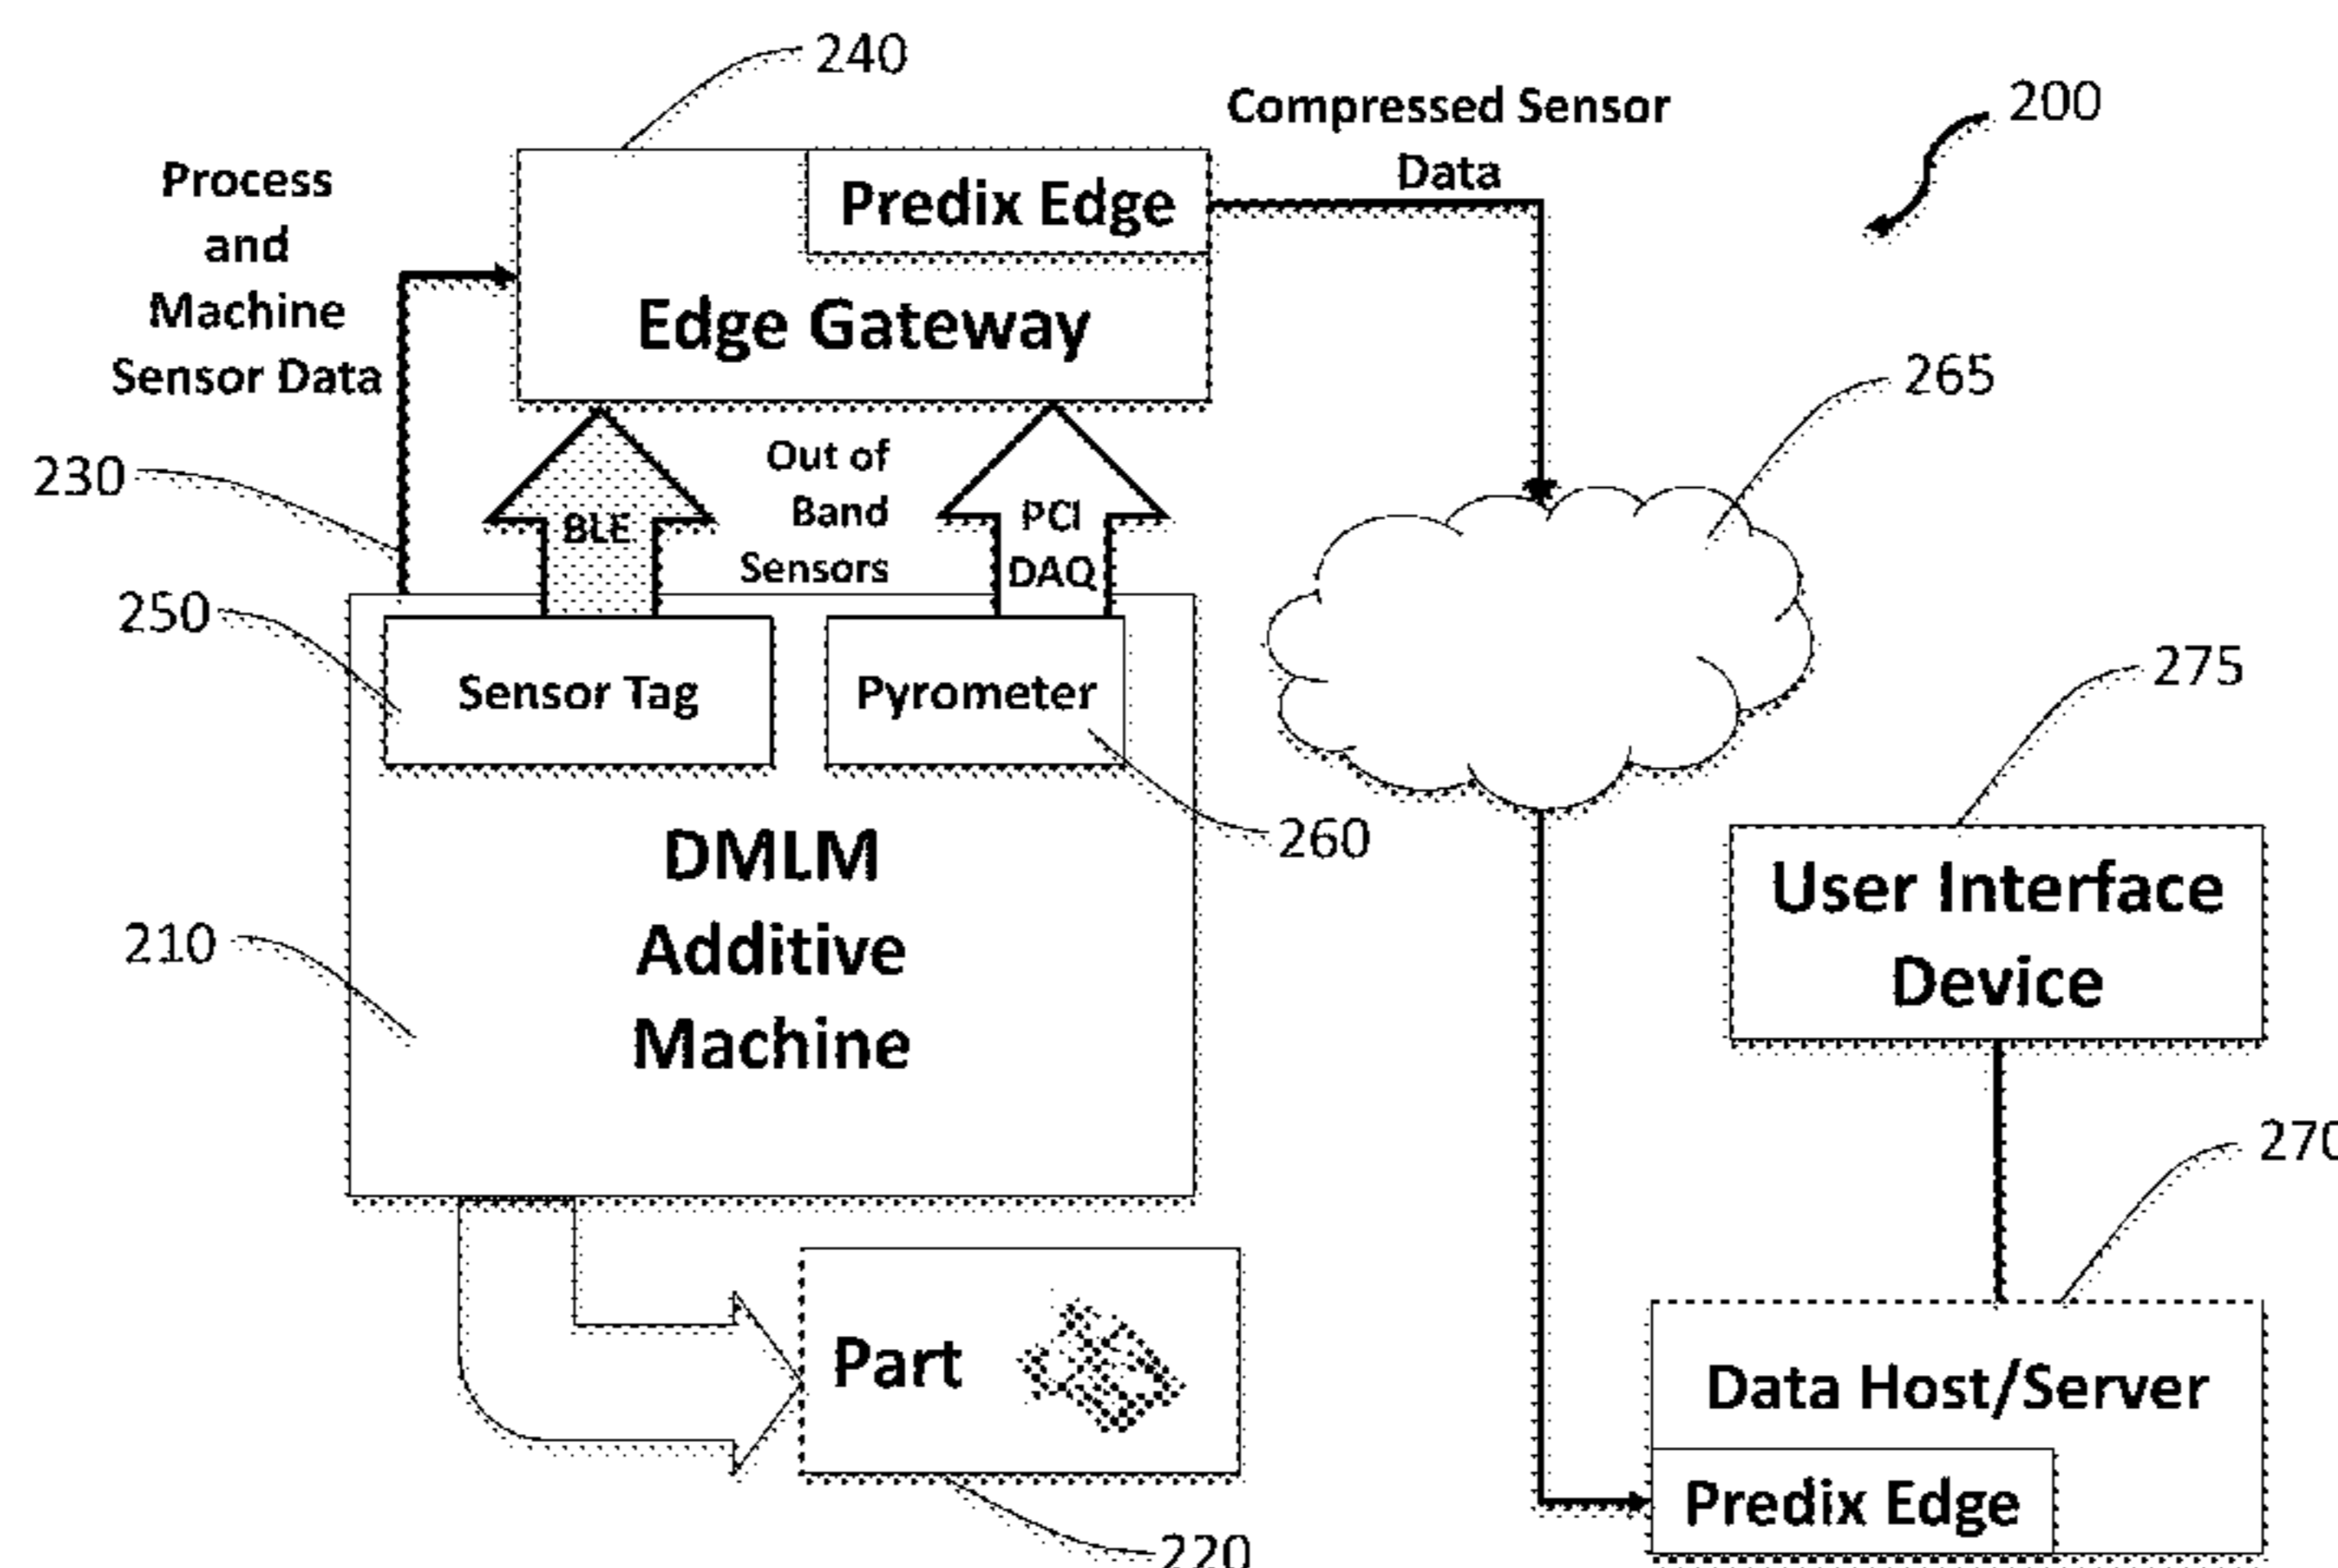 240
Compressed Sensor
Data
200
Process
and
Machine
Sensor Data
Predix Edge
Edge Gateway
265
230
Out of
Band
Sensors
BLE
PCI
DAQ
250
Sensor Tag
Pyrometer
275
260
DMLM
Additive
Machine
210
User Interface
Device
270
Part
Data Host/Server
Predix Edge
220